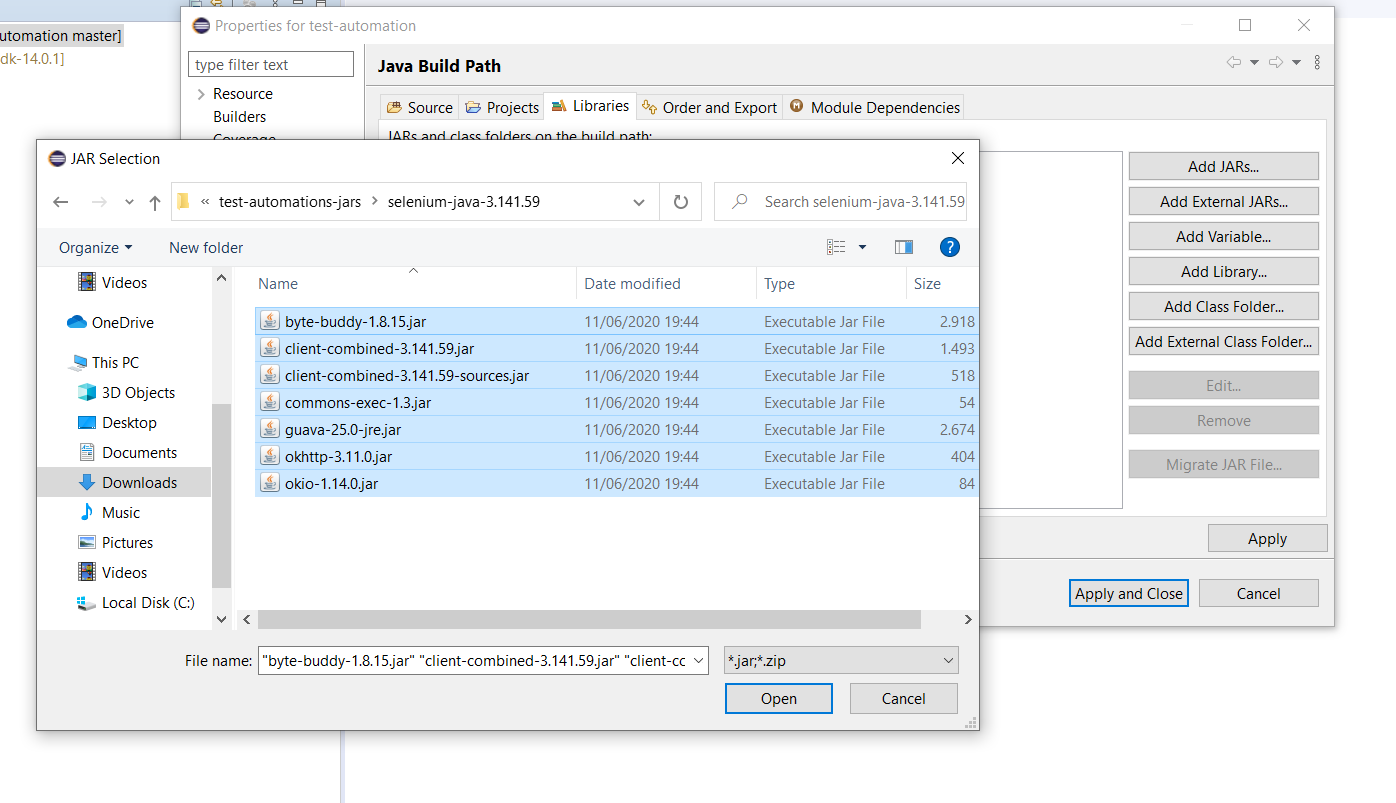 utomation master]
dk-14.0.1]
Properties for test-automation
type filter text
Resource
Builders
Coverage
Java Build Path
Source
Projects
Libraries
Order and Export
Module Dependencies
JARs and class folders on the build path:
Add JARs...
Add External JARs...
Add Variable...
Add Library...
Add Class Folder...
Add External Class Folder...
Edit...
Remove
Migrate JAR File...
Apply
Apply and Close
Cancel
JAR Selection
« test-automations-jars > selenium-java-3.141.59
Search selenium-java-3.141.59
Organize
New folder
?
Videos
OneDrive
This PC
3D Objects
Desktop
Documents
Downloads
Music
Pictures
Videos
Local Disk (C:)
Name Date modified Type Size
byte-buddy-1.8.15.jar 11/06/2020 19:44 Executable Jar File 2.918
client-combined-3.141.59.jar 11/06/2020 19:44 Executable Jar File 1.493
client-combined-3.141.59-sources.jar 11/06/2020 19:44 Executable Jar File 518
commons-exec-1.3.jar 11/06/2020 19:44 Executable Jar File 54
guava-25.0-jre.jar 11/06/2020 19:44 Executable Jar File 2.674
okhttp-3.11.0.jar 11/06/2020 19:44 Executable Jar File 404
okio-1.14.0.jar 11/06/2020 19:44 Executable Jar File 84
File name: "byte-buddy-1.8.15.jar" "client-combined-3.141.59.jar" "client-cc
*.jar;*.zip
Open
Cancel